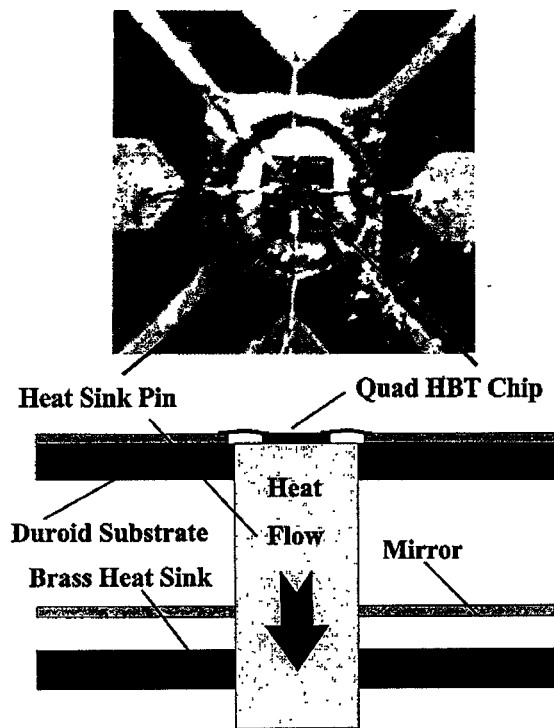 Heat Sink Pin
Quad HBT Chip
Heat
Flow
Duroid Substrate
Mirror
Brass Heat Sink